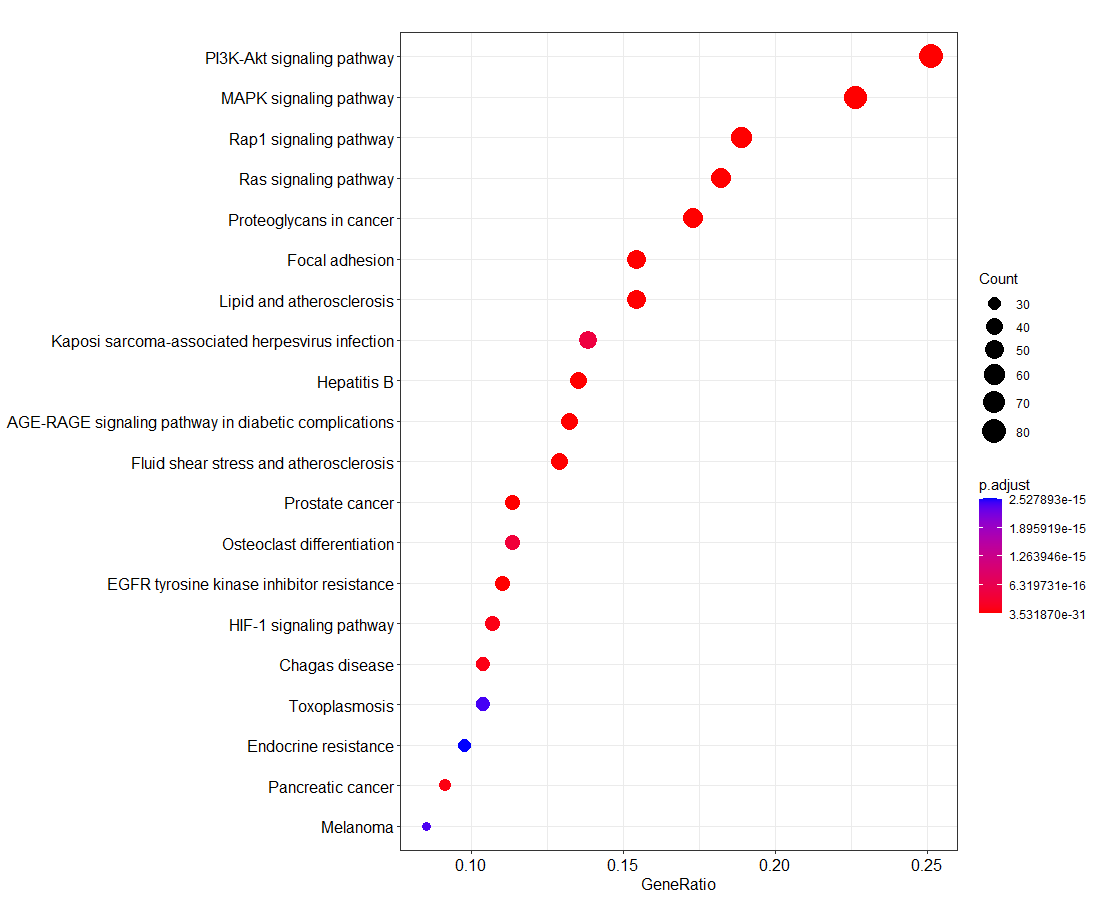 PI3K-Akt signaling pathway
MAPK signaling pathway
Rap1 signaling pathway
Ras signaling pathway
Proteoglycans in cancer
Focal adhesion
Lipid and atherosclerosis
Kaposi sarcoma-associated herpesvirus infection
Hepatitis B
AGE-RAGE signaling pathway in diabetic complications
Fluid shear stress and atherosclerosis
Prostate cancer
Osteoclast differentiation
EGFR tyrosine kinase inhibitor resistance
HIF-1 signaling pathway
Chagas disease
Toxoplasmosis
Endocrine resistance
Pancreatic cancer
Melanoma
0.10 0.15 0.20 0.25
GeneRatio
Count
30
40
50
60
70
80
p.adjust
2.527893e-15
1.895919e-15
1.263946e-15
6.319731e-16
3.531870e-31